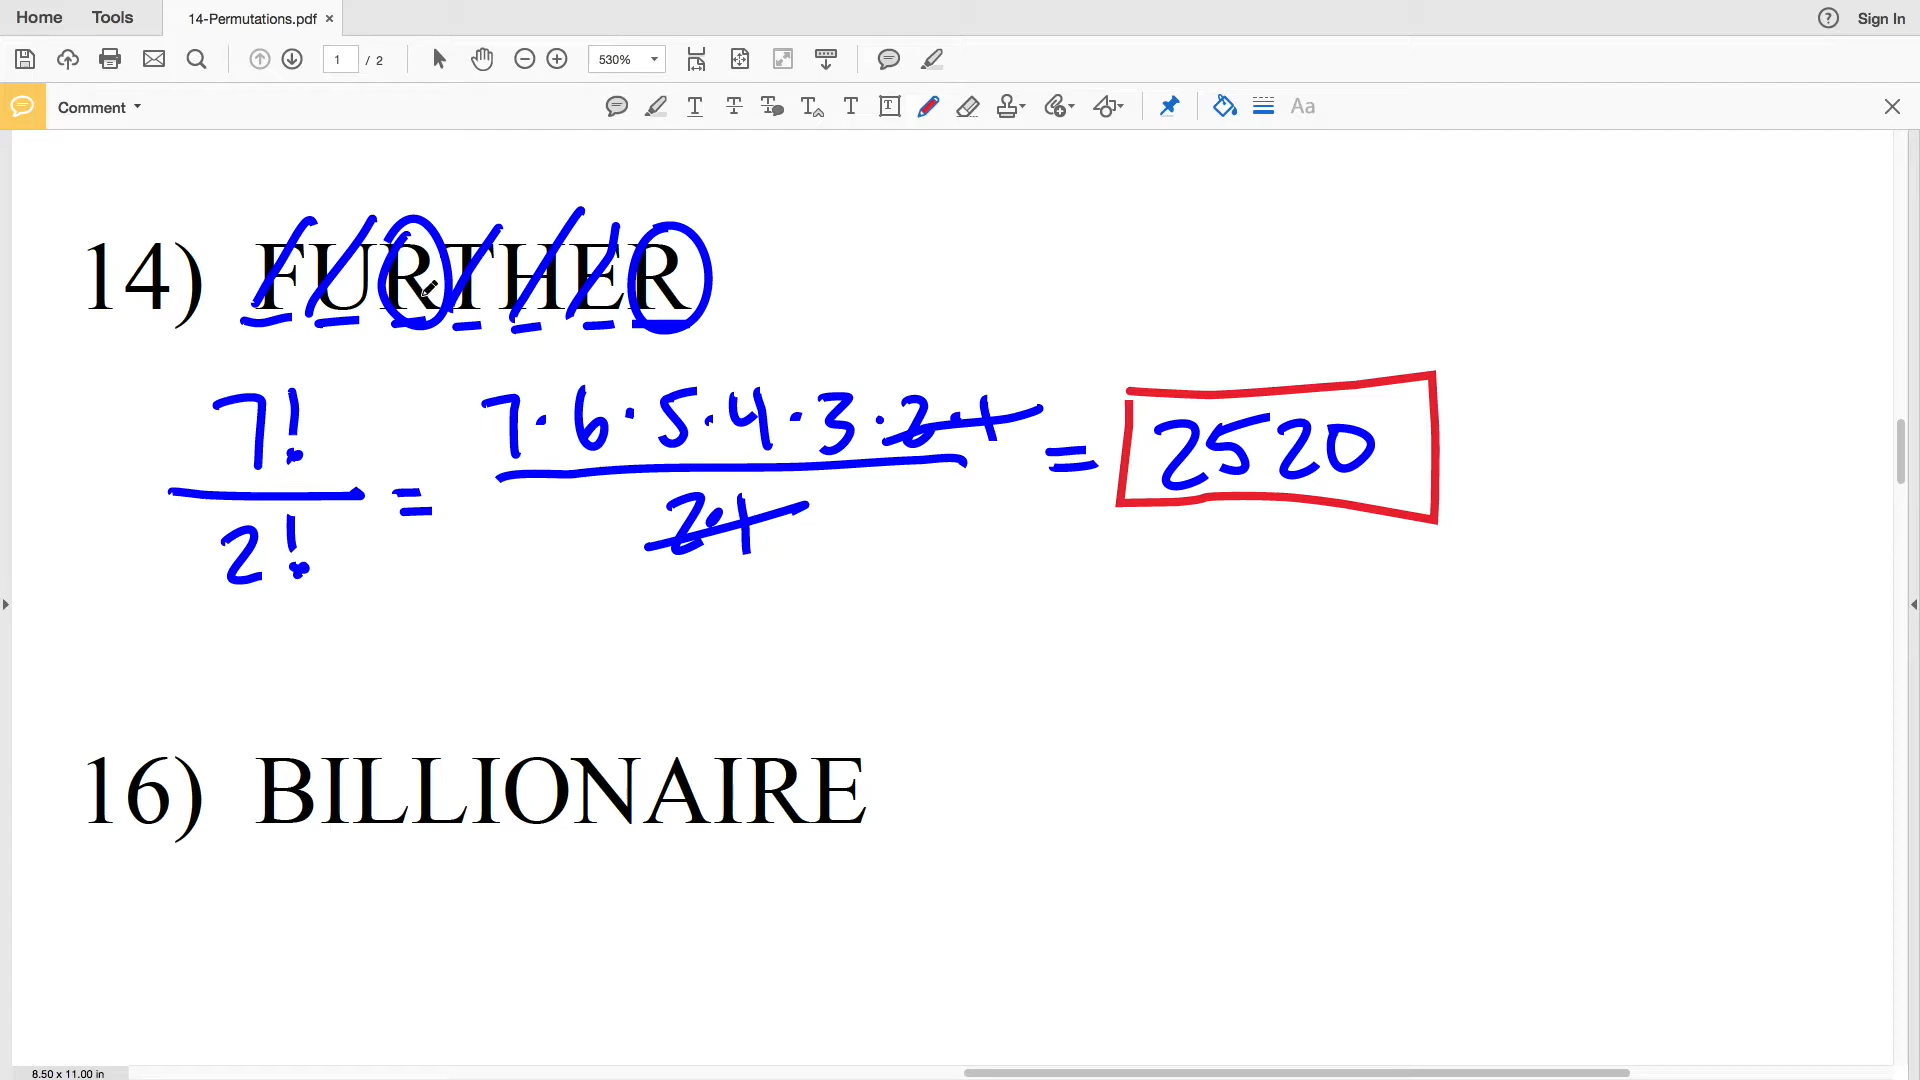 Home Tools 14-Permutations.pdf × Sign In
1 / 2 530%
Comment Aa
14) FURTHER
7! / 2! = 7·6·5·4·3·2·1 / 2·1 = 2520
16) BILLIONAIRE
8.50 x 11.00 in